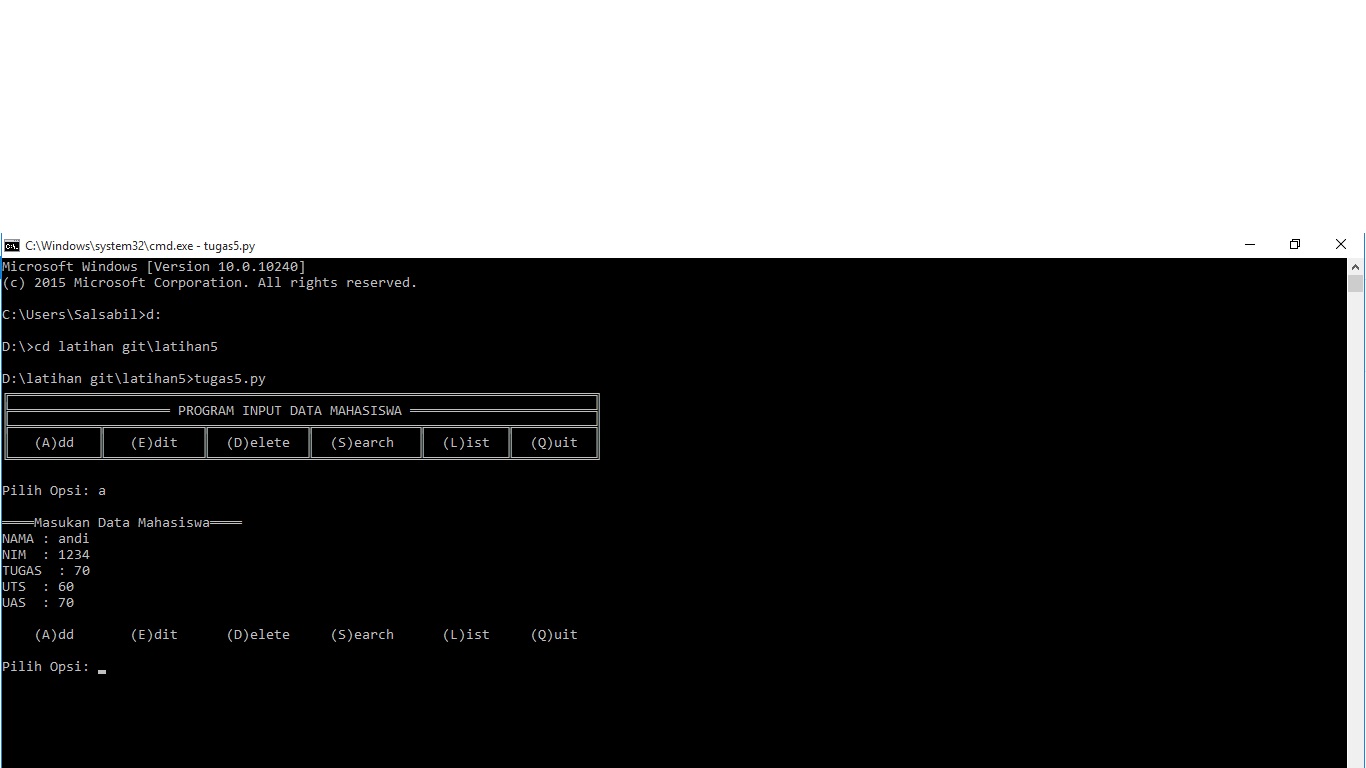 C:\Windows\system32\cmd.exe - tugas5.py
Microsoft Windows [Version 10.0.10240]
(c) 2015 Microsoft Corporation. All rights reserved.
C:\Users\Salsabil>d:
D:\>cd latihan git\latihan5
D:\latihan git\latihan5>tugas5.py
PROGRAM INPUT DATA MAHASISWA
(A)dd (E)dit (D)elete (S)earch (L)ist (Q)uit
Pilih Opsi: a
════Masukan Data Mahasiswa════
NAMA : andi
NIM  : 1234
TUGAS  : 70
UTS  : 60
UAS  : 70
(A)dd (E)dit (D)elete (S)earch (L)ist (Q)uit
Pilih Opsi: _